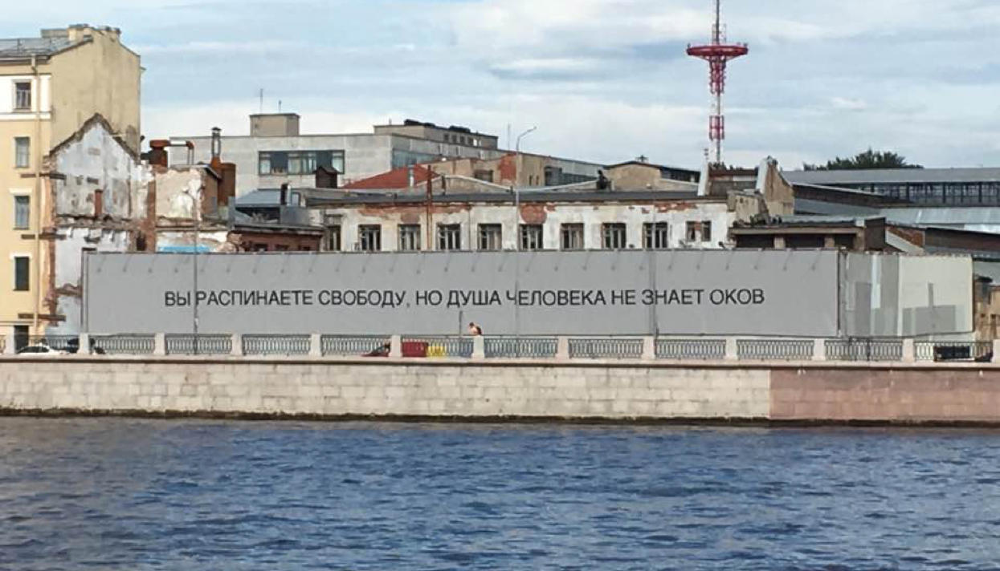 ВЫ РАСПИНАЕТЕ СВОБОДУ, НО ДУША ЧЕЛОВЕКА НЕ ЗНАЕТ ОКОВ